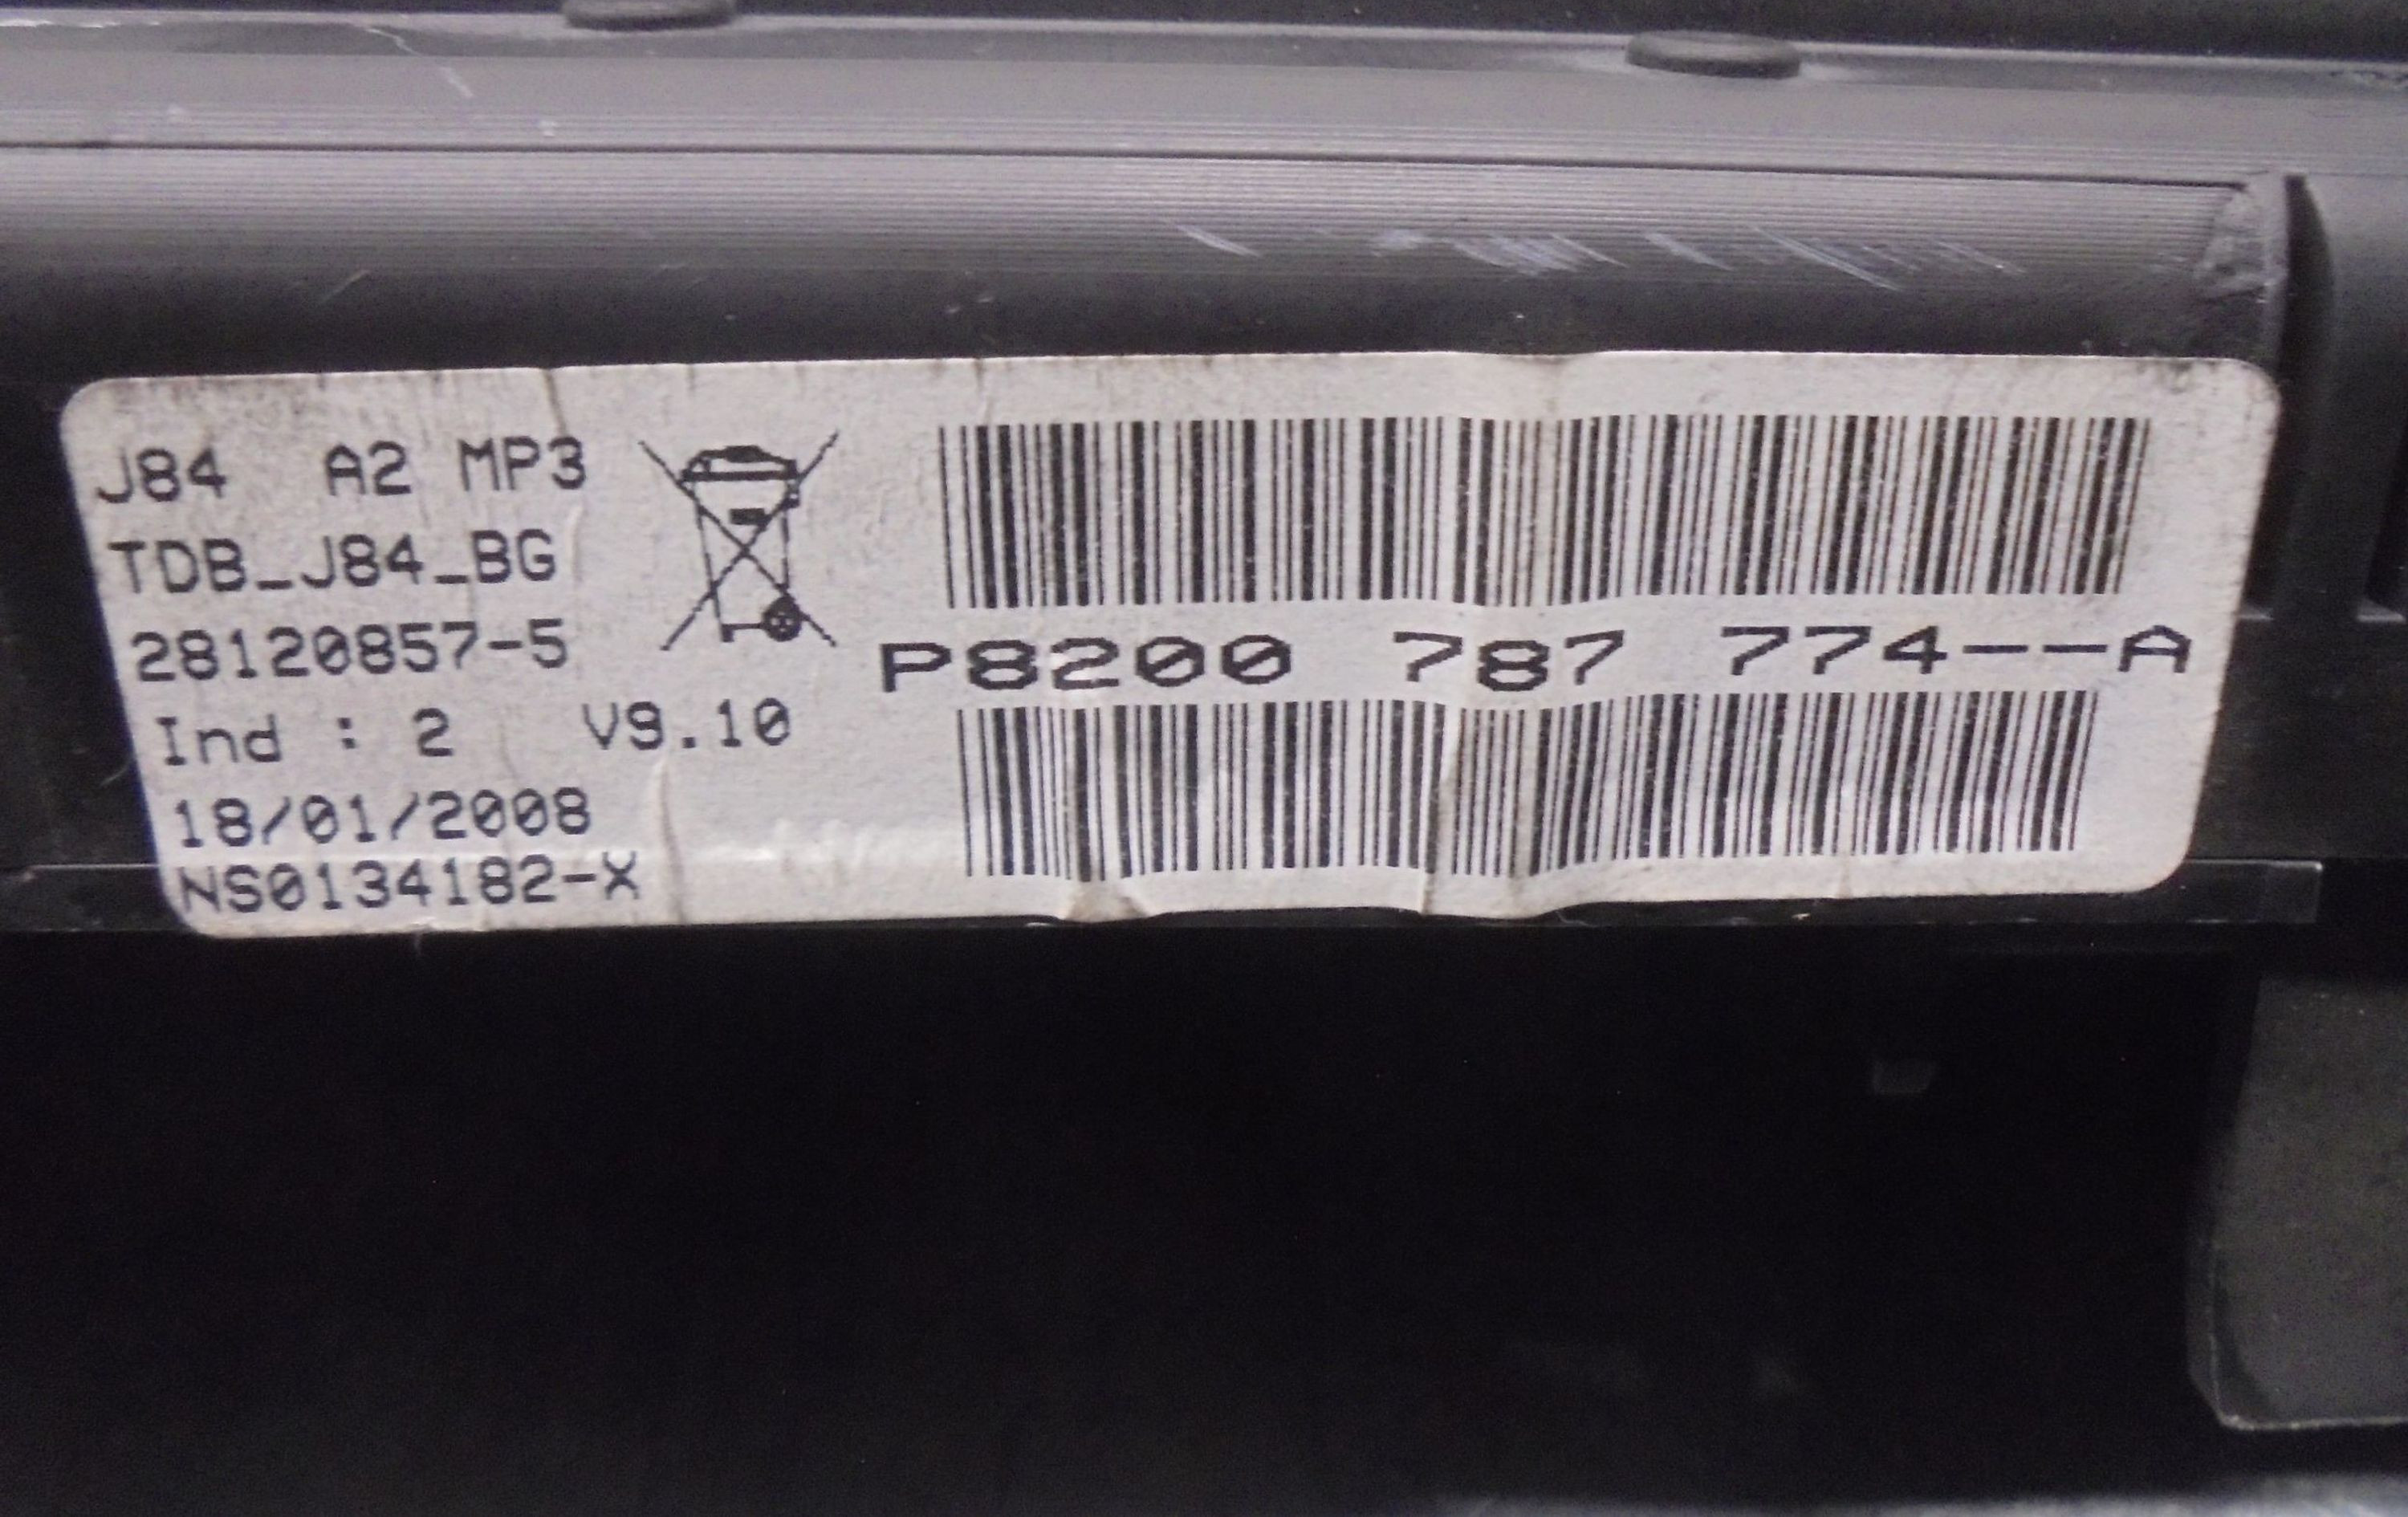 J84 A2 MP3
TDB_J84_BG
28120857-5
Ind : 2 V9.10
18/01/2008
NS0134182-X
P8200 787 774--A